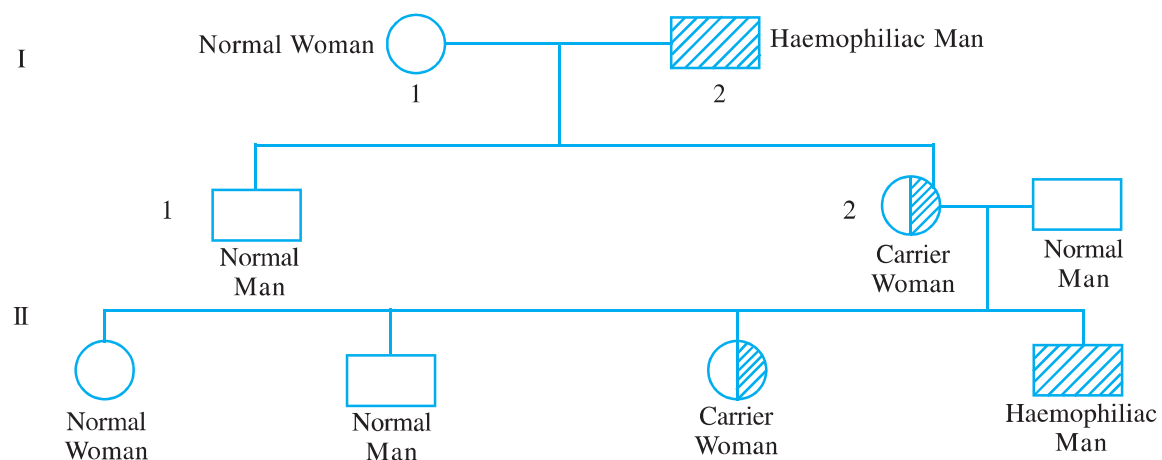 Normal Woman
Haemophiliac Man
I
1
2
1
2
Normal
Man
Carrier
Woman
Normal
Man
II
Normal
Woman
Normal
Man
Carrier
Woman
Haemophiliac
Man